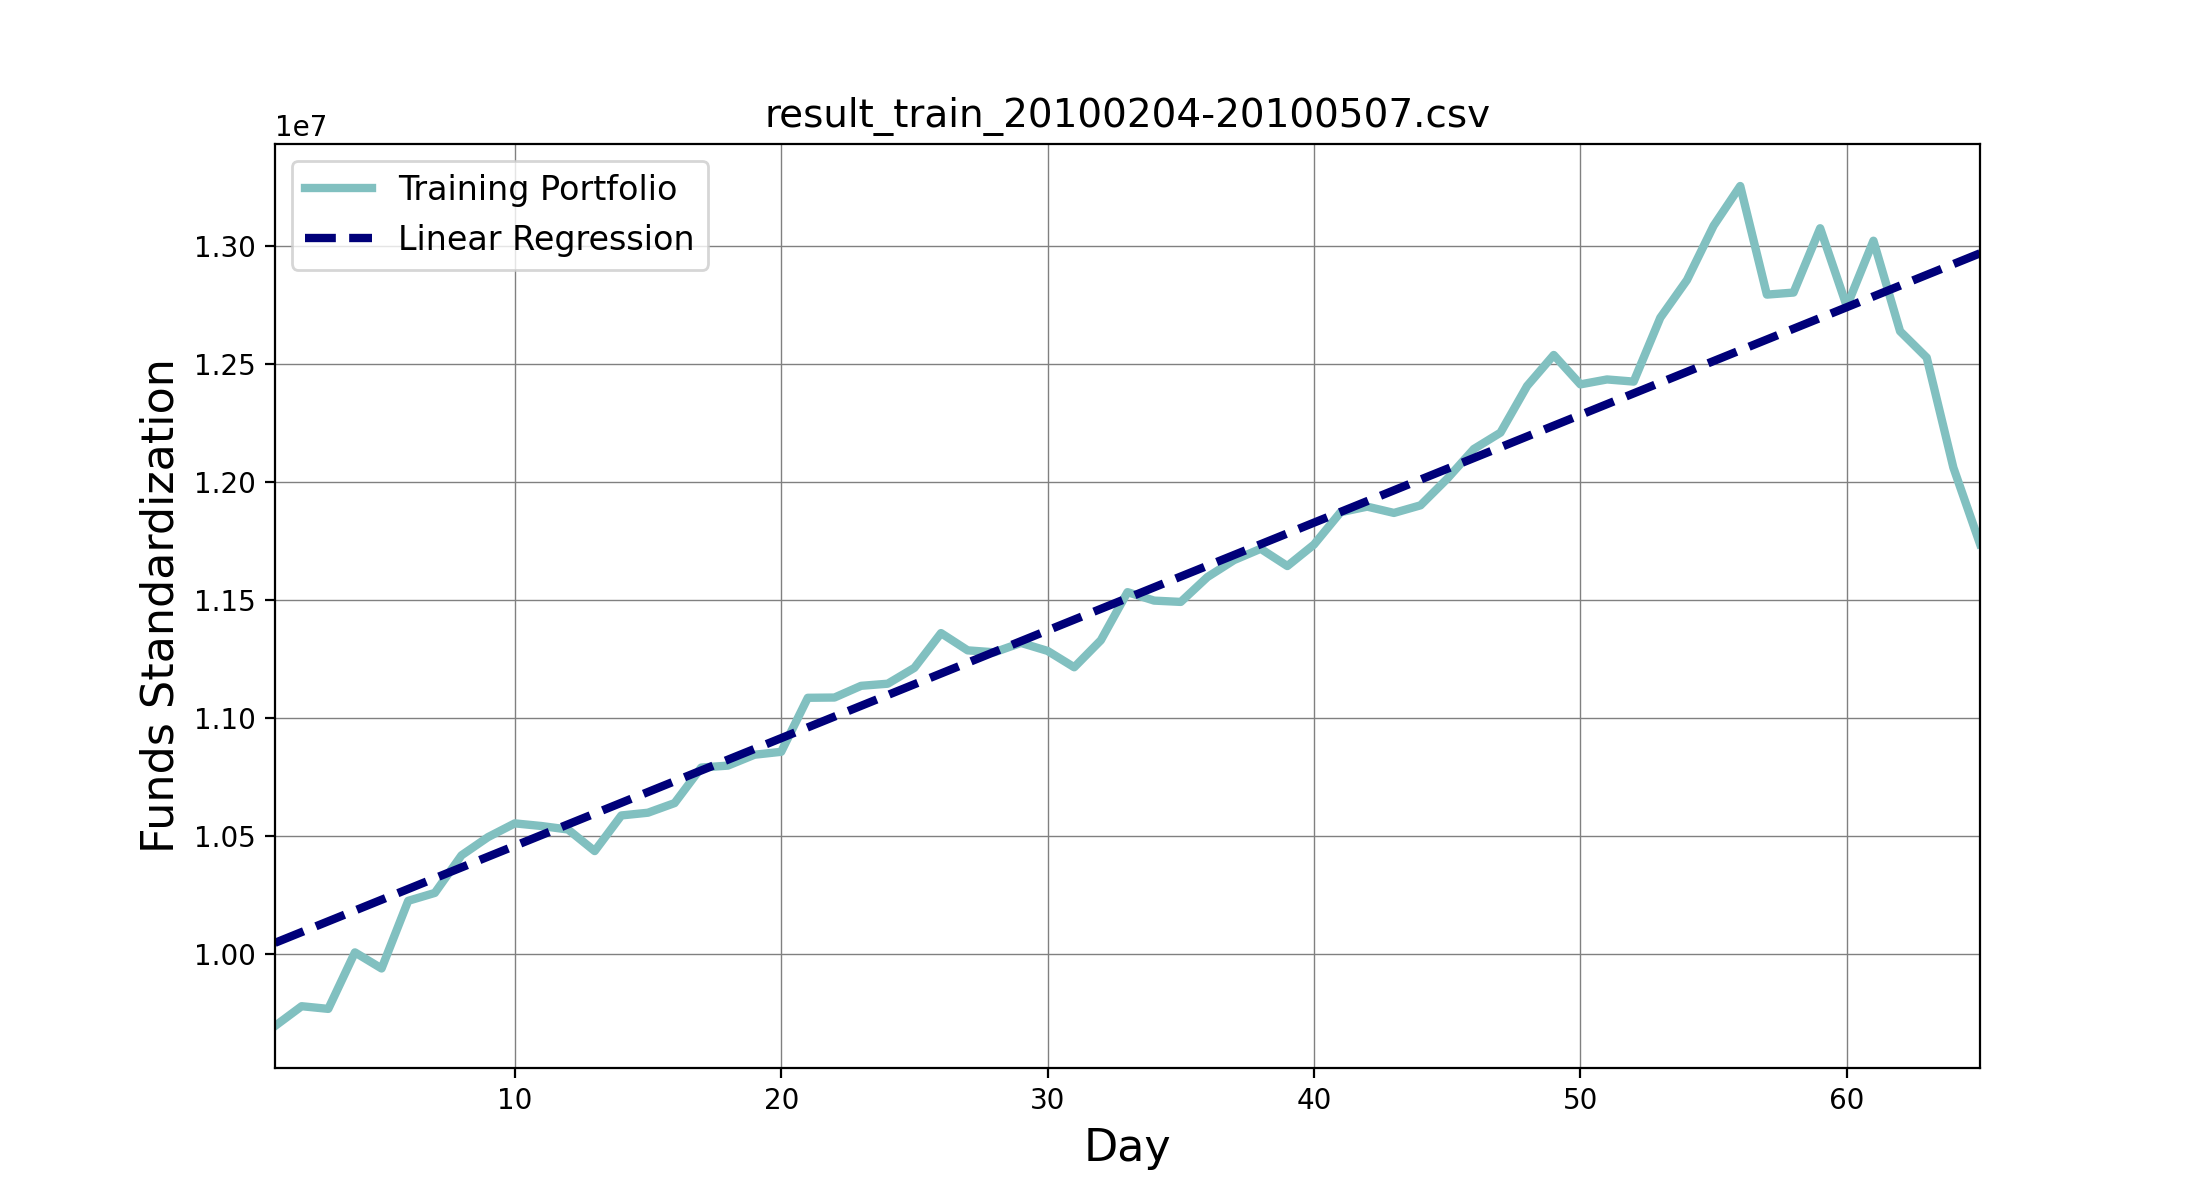 result_train_20100204-20100507.csv
1e7
Training Portfolio
Linear Regression
1.30
1.25
1.20
1.15
1.10
1.05
1.00
Funds Standardization
10 20 30 40 50 60
Day